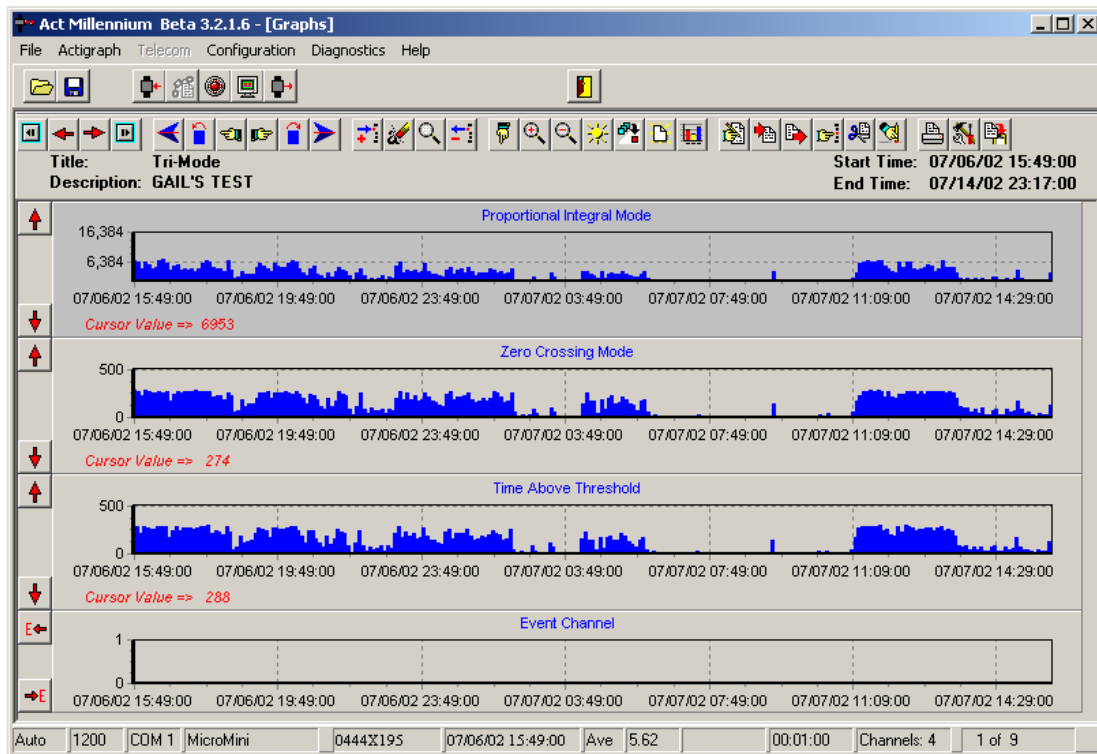 Act Millennium Beta 3.2.1.6 - [Graphs]
File Actigraph Telecom Configuration Diagnostics Help
Title: Tri-Mode
Start Time: 07/06/02 15:49:00
Description: GAIL'S TEST
End Time: 07/14/02 23:17:00
Proportional Integral Mode
16,384
6,384
07/06/02 15:49:00 07/06/02 19:49:00 07/06/02 23:49:00 07/07/02 03:49:00 07/07/02 07:49:00 07/07/02 11:09:00 07/07/02 14:29:00
Cursor Value => 6953
Zero Crossing Mode
500
0
07/06/02 15:49:00 07/06/02 19:49:00 07/06/02 23:49:00 07/07/02 03:49:00 07/07/02 07:49:00 07/07/02 11:09:00 07/07/02 14:29:00
Cursor Value => 274
Time Above Threshold
500
0
07/06/02 15:49:00 07/06/02 19:49:00 07/06/02 23:49:00 07/07/02 03:49:00 07/07/02 07:49:00 07/07/02 11:09:00 07/07/02 14:29:00
Cursor Value => 288
E
Event Channel
1
0
E
07/06/02 15:49:00 07/06/02 19:49:00 07/06/02 23:49:00 07/07/02 03:49:00 07/07/02 07:49:00 07/07/02 11:09:00 07/07/02 14:29:00
Auto 1200 COM 1 MicroMini 0444X195 07/06/02 15:49:00 Ave 5.62 00:01:00 Channels: 4 1 of 9